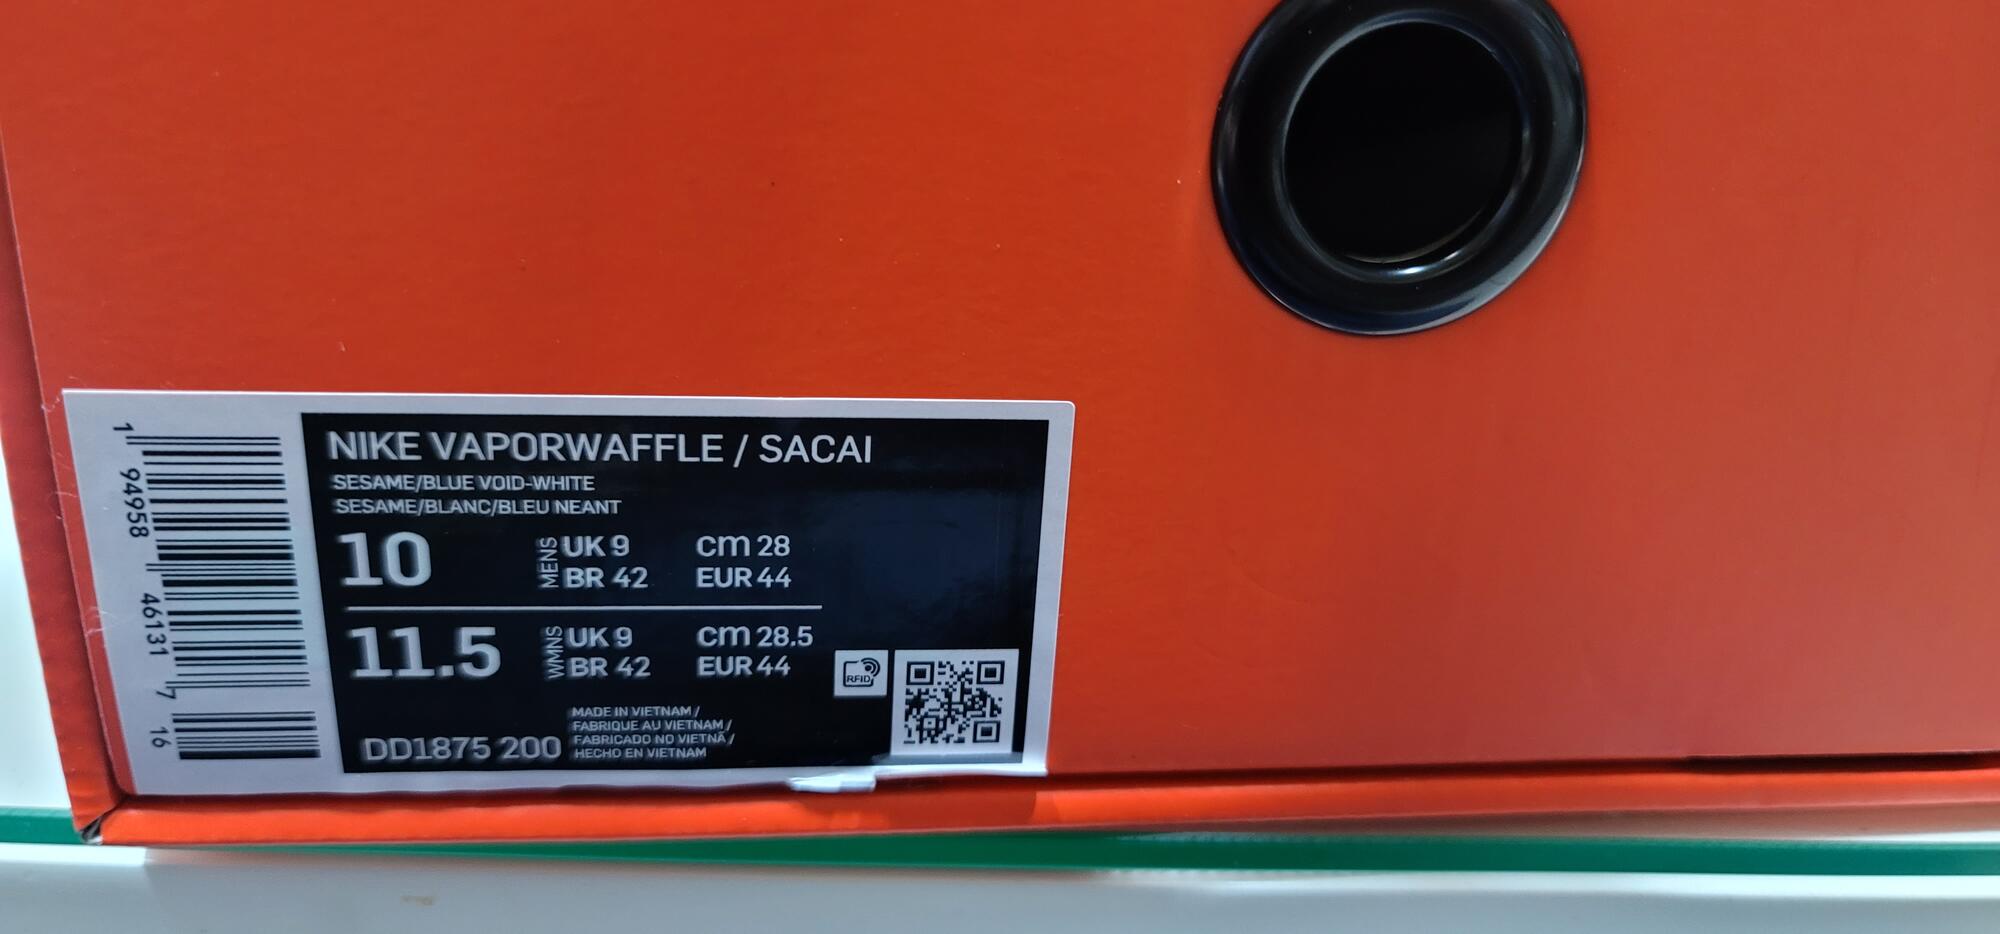 NIKE VAPORWAFFLE / SACAI
SESAME/BLUE VOID-WHITE
SESAME/BLANC/BLEU NEANT
10 MENS UK 9 cm 28
BR 42 EUR 44
11.5 WMNS UK 9 cm 28.5
BR 42 EUR 44
RFID
DD1875 200
MADE IN VIETNAM /
FABRIQUE AU VIETNAM /
FABRICADO NO VIETNÃ /
HECHO EN VIETNAM
1 94958 46131 7 16